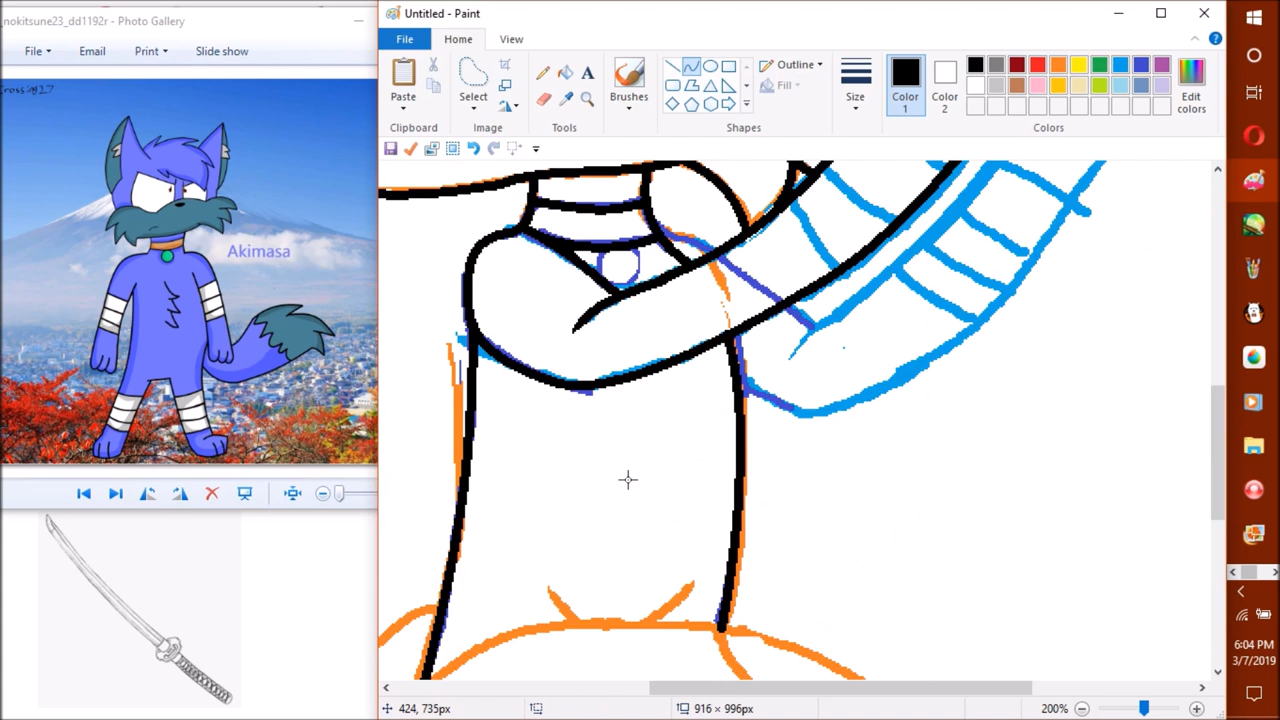 _nokitsune23_dd1192r - Photo Gallery
File Email Print Slide show
Akimasa
Untitled - Paint
File Home View
Paste
Select
Brushes
Outline
Fill
Size
Color 1
Color 2
Edit colors
Clipboard Image Tools Shapes Colors
424, 735px
916 × 996px
200%
6:04 PM
3/7/2019